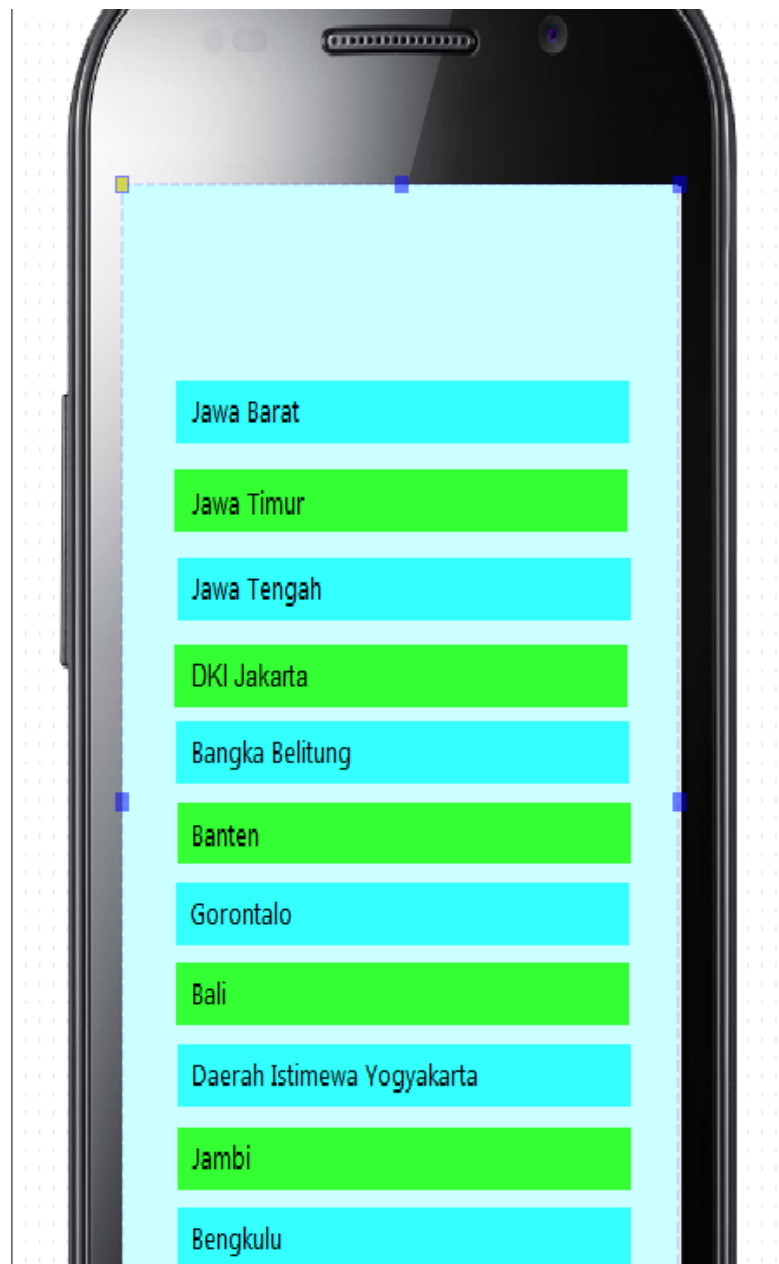 Jawa Barat
Jawa Timur
Jawa Tengah
DKI Jakarta
Bangka Belitung
Banten
Gorontalo
Bali
Daerah Istimewa Yogyakarta
Jambi
Bengkulu